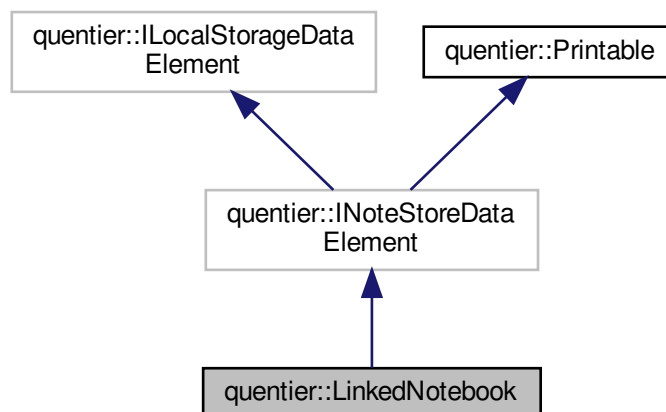 quentier::ILocalStorageData
Element
quentier::Printable
quentier::INoteStoreData
Element
quentier::LinkedNotebook